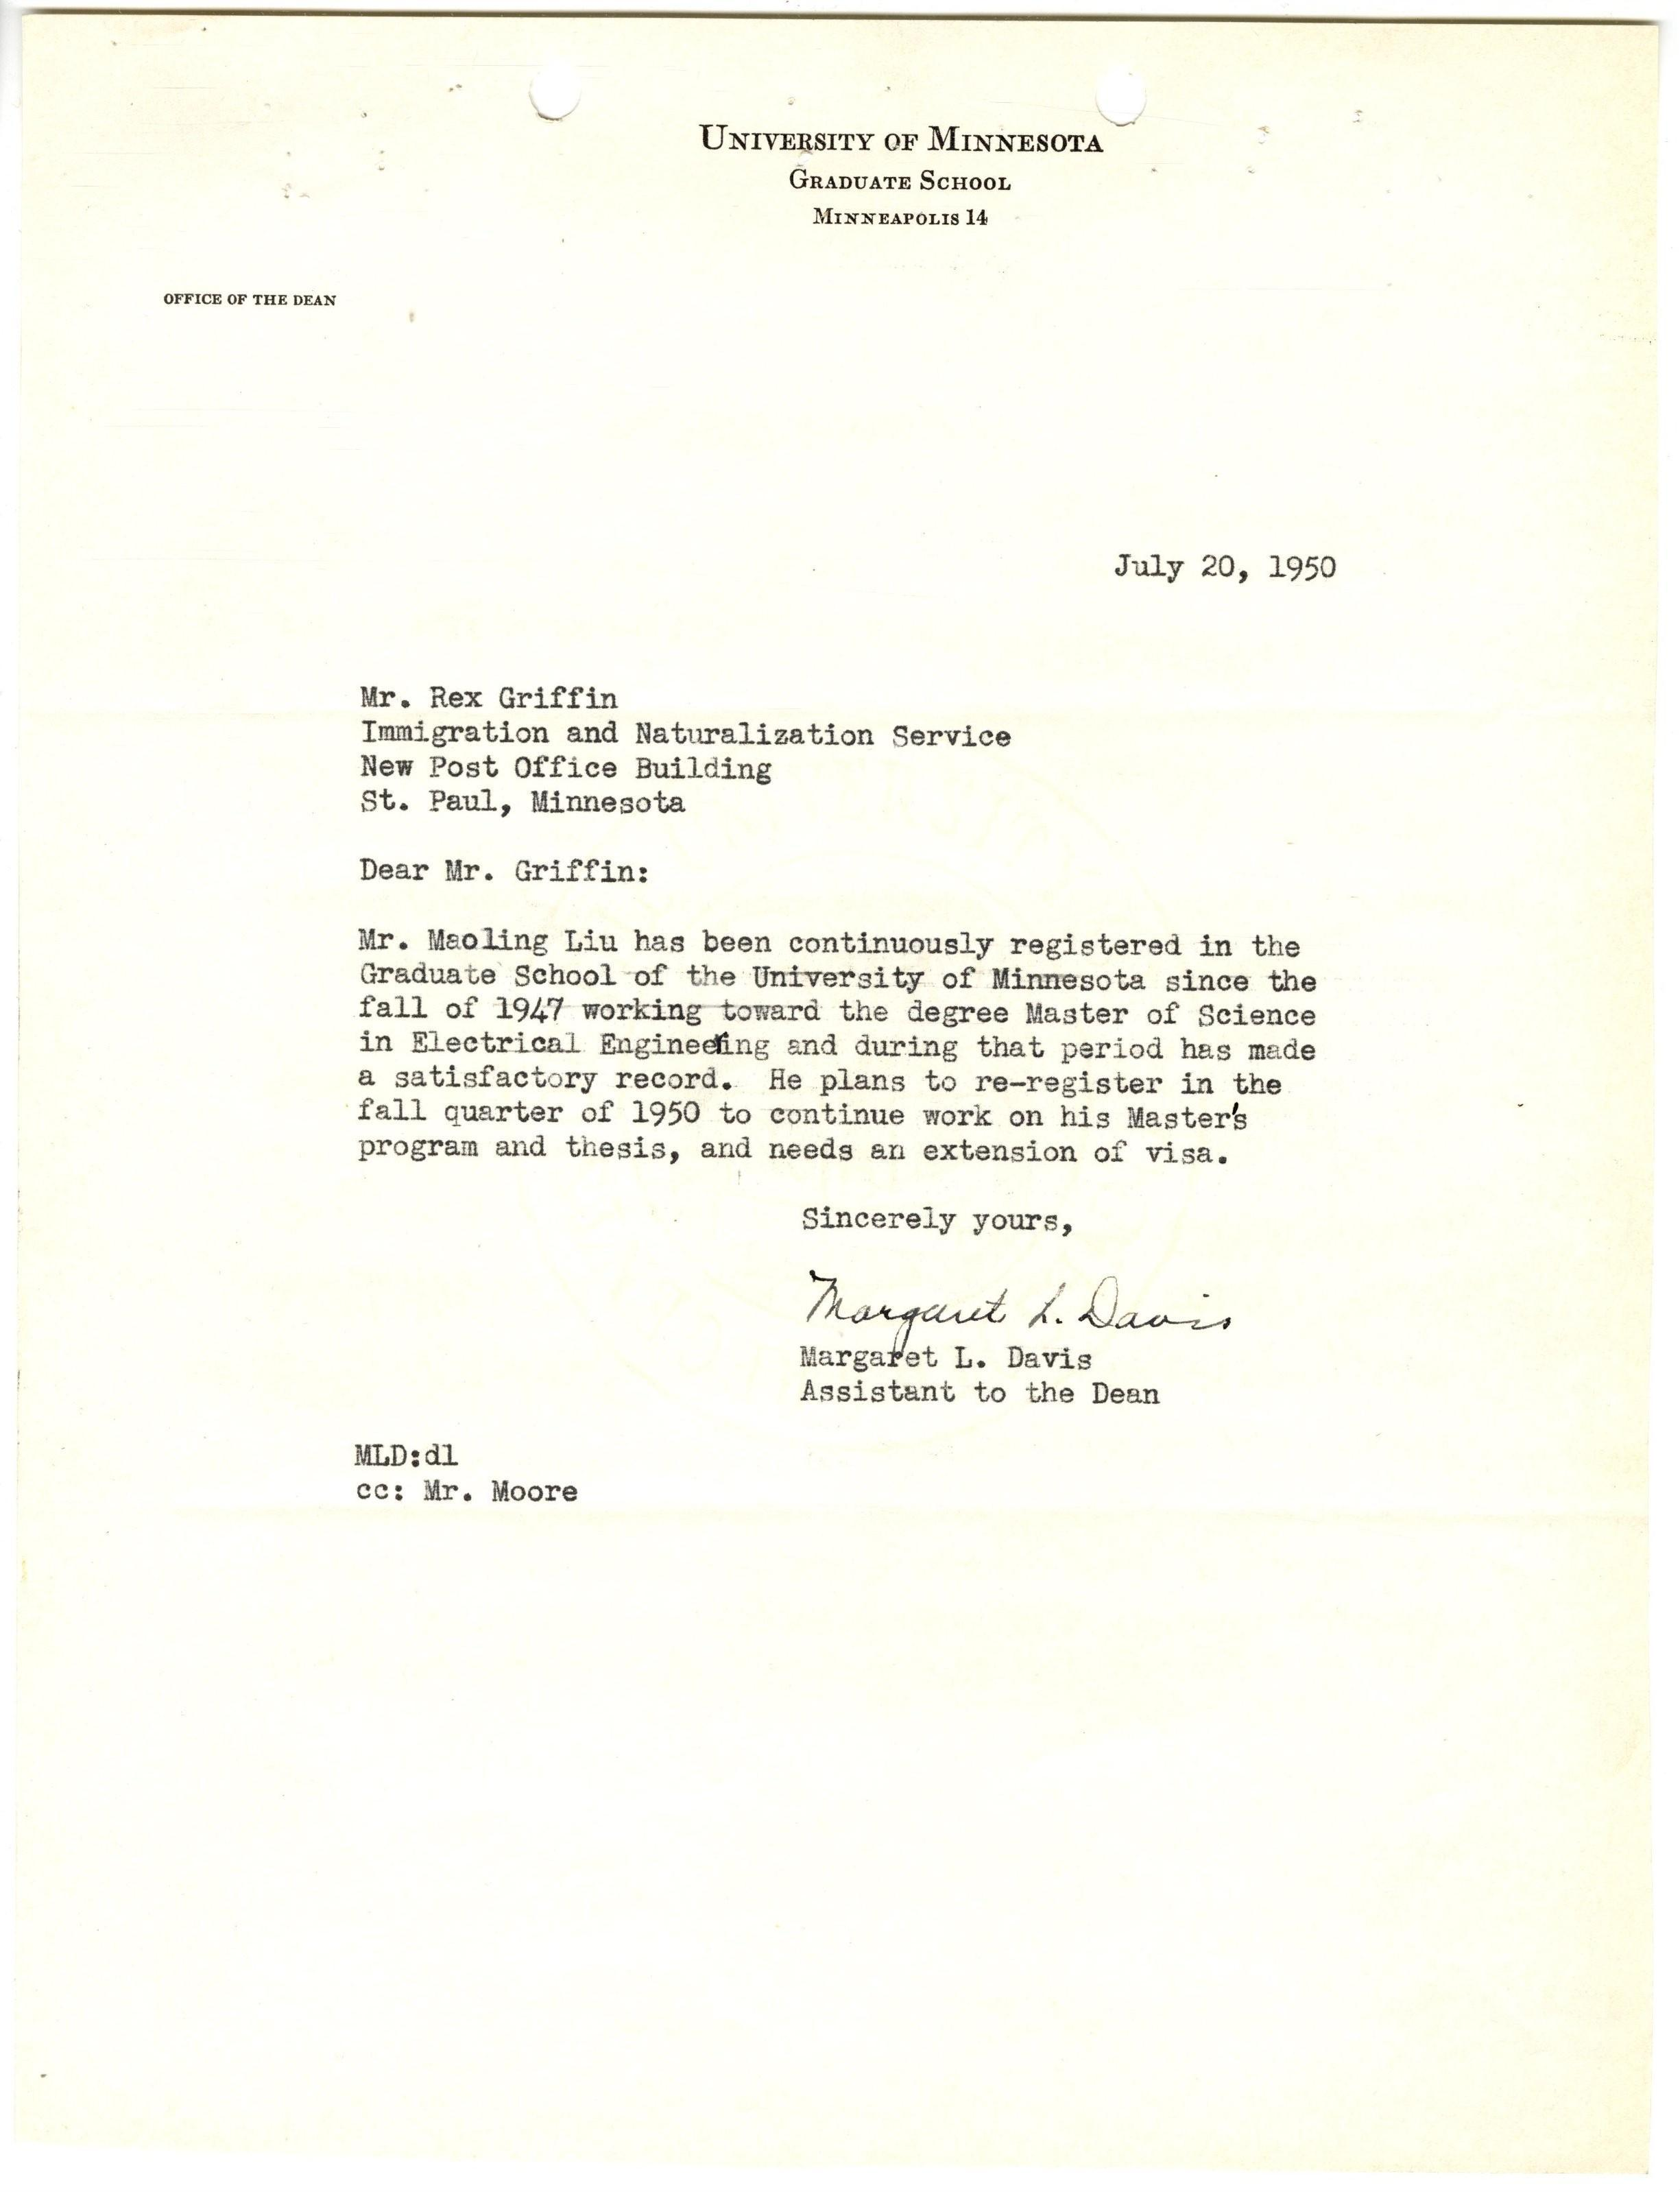 UNIVERSITY OF MINNESOTA
GRADUATE SCHOOL
MINNEAPOLIS 14
OFFICE OF THE DEAN
July 20, 1950
Mr. Rex Griffin
Immigration and Naturalization Service
New Post Office Building
St. Paul, Minnesota
Dear Mr. Griffin:
Mr. Maoling Liu has been continuously registered in the
Graduate School of the University of Minnesota since the
fall of 1947 working toward the degree Master of Science
in Electrical Engineering and during that period has made
a satisfactory record. He plans to re-register in the
fall quarter of 1950 to continue work on his Master's
program and thesis, and needs an extension of visa.
Sincerely yours,
Margaret L. Davis
Margaret L. Davis
Assistant to the Dean
MLD:dl
cc: Mr. Moore